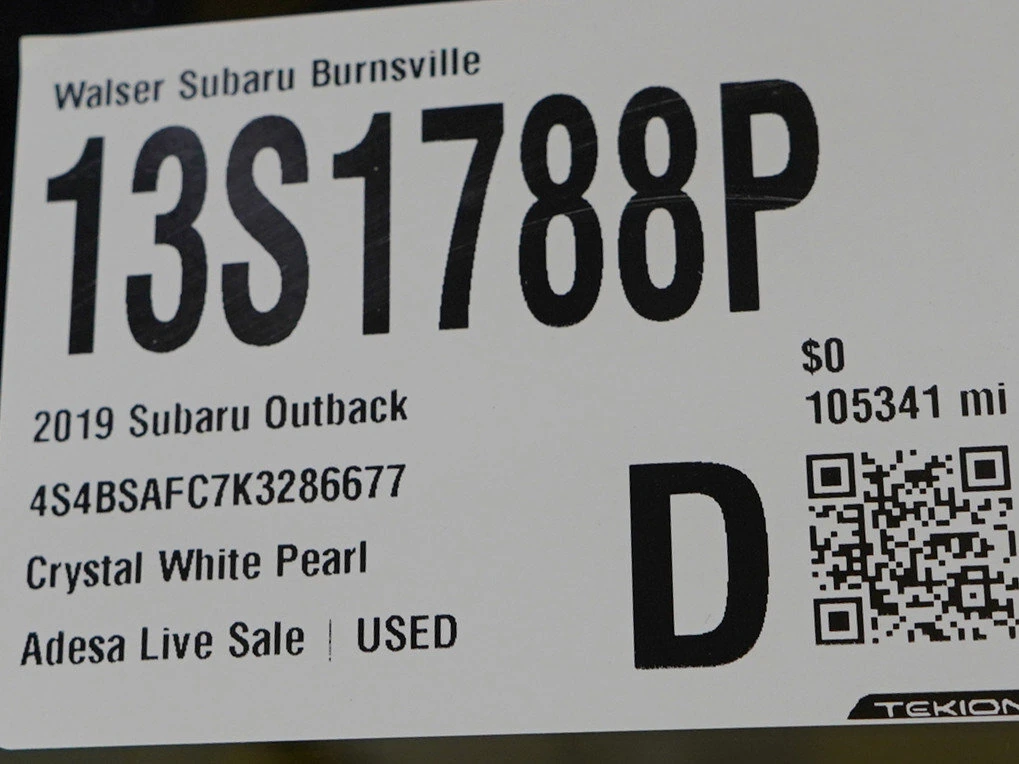 Walser Subaru Burnsville
13S1788P
$0
2019 Subaru Outback
105341 mi
4S4BSAFC7K3286677
D
Crystal White Pearl
Adesa Live Sale | USED
TEKION